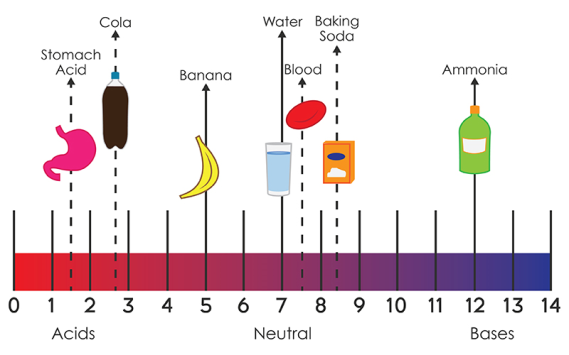 Cola
Water
Baking
Soda
Stomach
Acid
Banana
Blood
Ammonia
0 1 2 3 4 5 6 7 8 9 10 11 12 13 14
Acids Neutral Bases